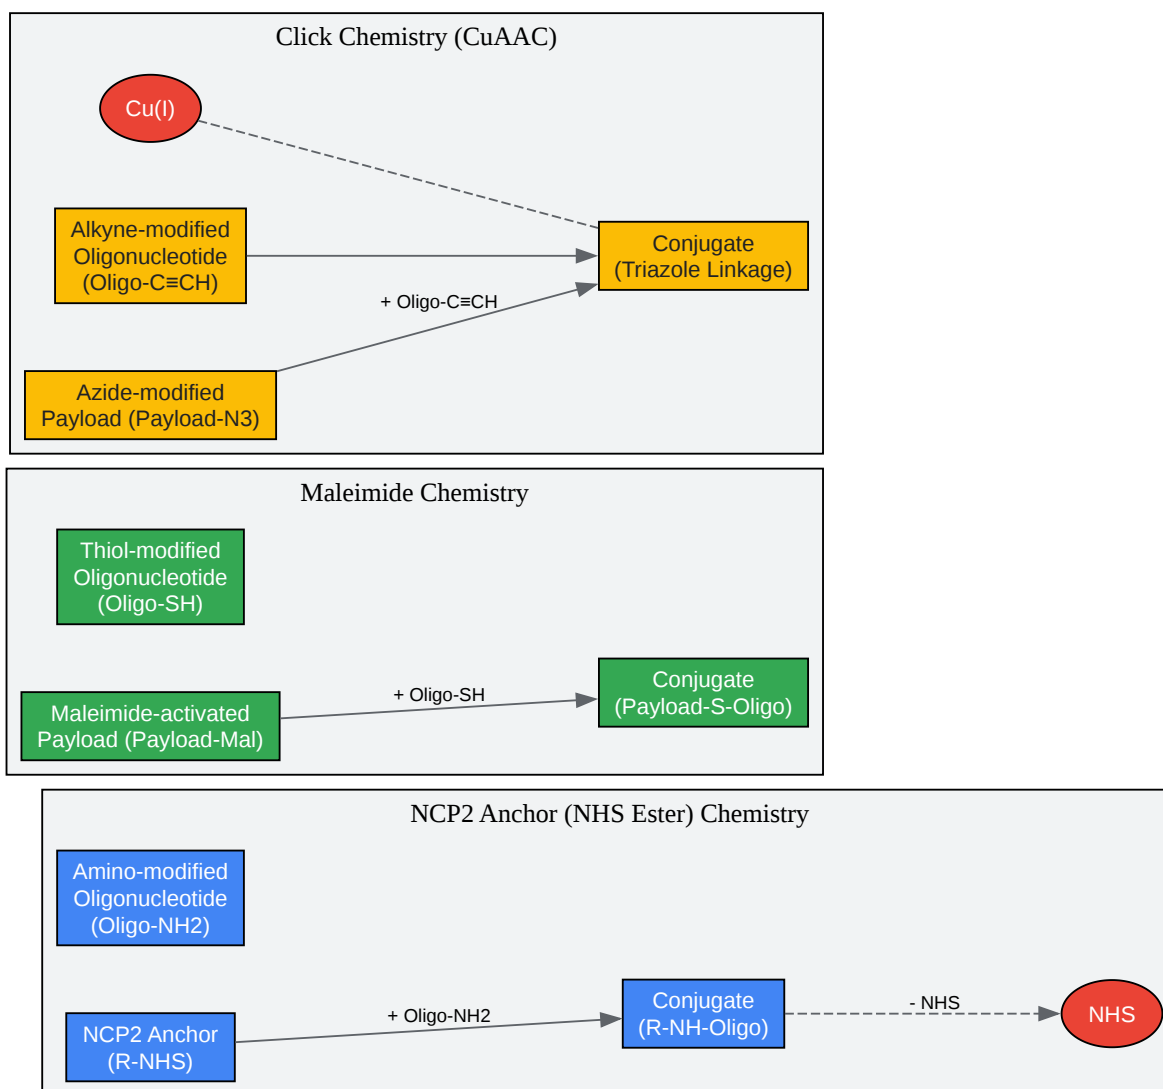 Click Chemistry (CuAAC)
Cu(I)
Alkyne-modified
Oligonucleotide
(Oligo-C≡CH)
Conjugate
(Triazole Linkage)
+ Oligo-C≡CH
Azide-modified
Payload (Payload-N3)
Maleimide Chemistry
Thiol-modified
Oligonucleotide
(Oligo-SH)
Maleimide-activated
Payload (Payload-Mal)
+ Oligo-SH
Conjugate
(Payload-S-Oligo)
NCP2 Anchor (NHS Ester) Chemistry
Amino-modified
Oligonucleotide
(Oligo-NH2)
NCP2 Anchor
(R-NHS)
+ Oligo-NH2
Conjugate
(R-NH-Oligo)
- NHS
NHS